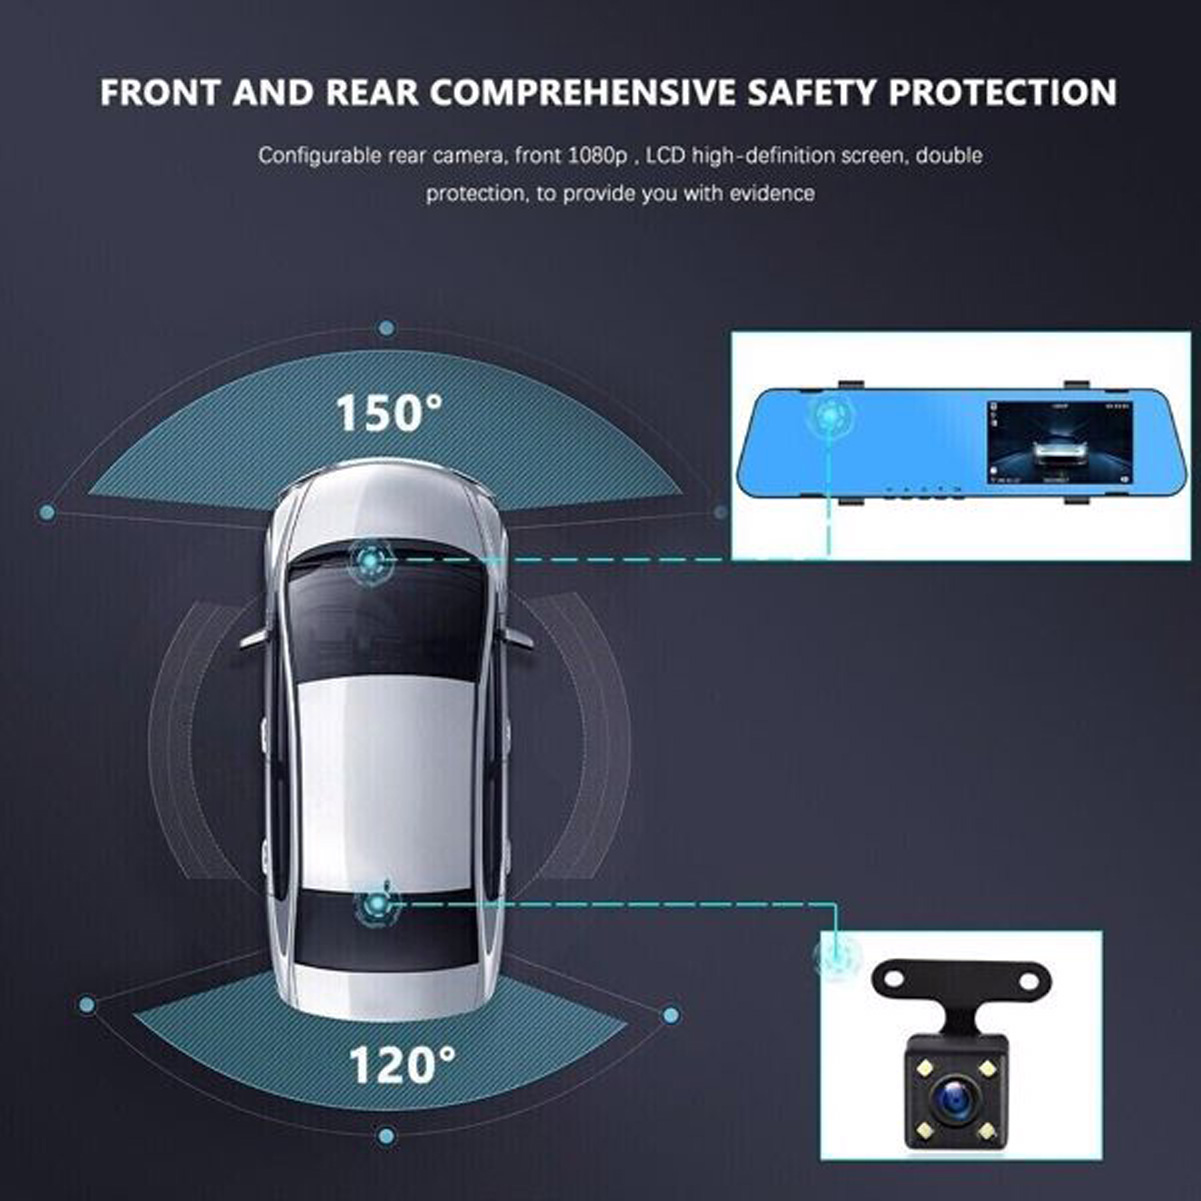 FRONT AND REAR COMPREHENSIVE SAFETY PROTECTION
Configurable rear camera, front 1080p , LCD high-definition screen, double
protection, to provide you with evidence
150°
120°